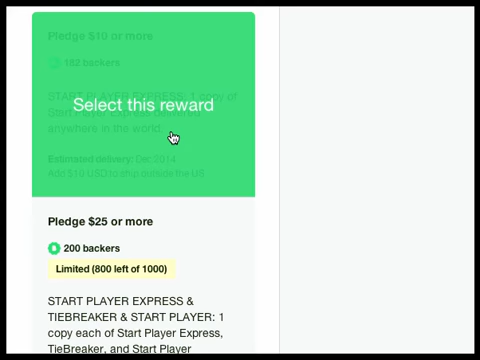 Pledge $10 or more
182 backers
START PLAYER EXPRESS: 1 copy of
Select this reward
Start Player Express delivered
anywhere in the world.
Estimated delivery: Dec 2014
Add $10 USD to ship outside the US
Pledge $25 or more
200 backers
Limited (800 left of 1000)
START PLAYER EXPRESS &
TIEBREAKER & START PLAYER: 1
copy each of Start Player Express,
TieBreaker, and Start Player